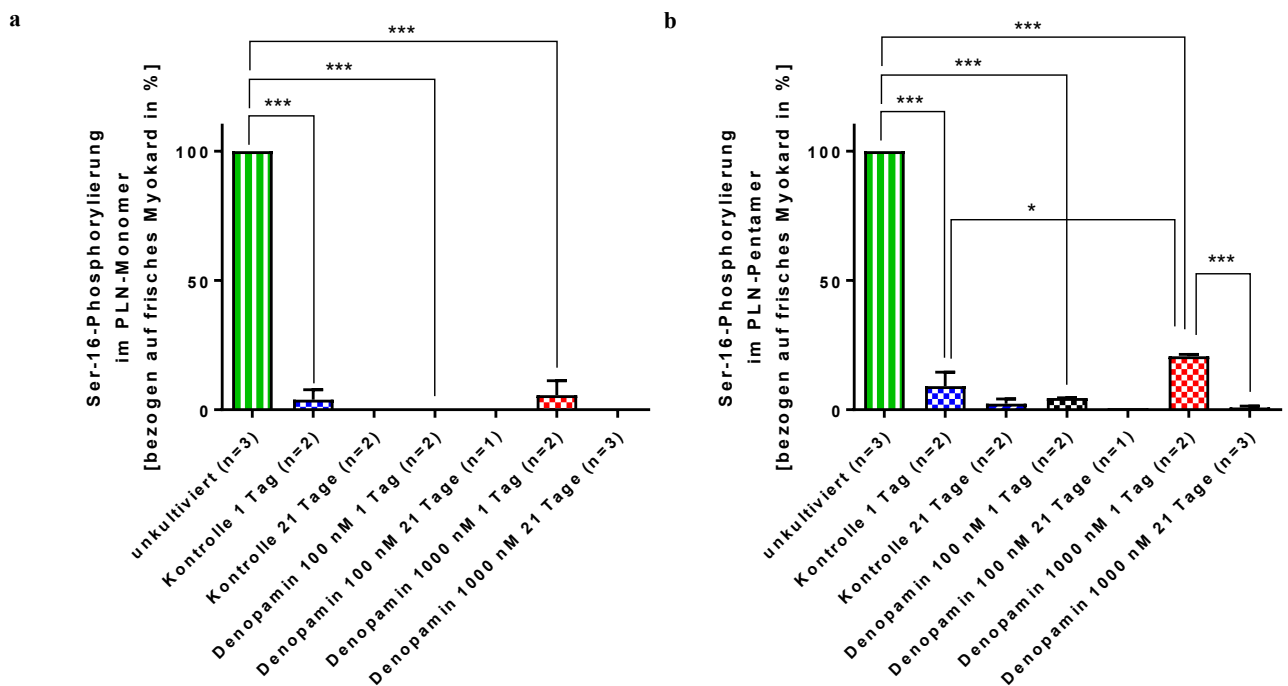 a
***
***
***
Ser-16-Phosphorylierung
im PLN-Monomer
[bezogen auf frisches Myokard in %]
100
50
0
unkultiviert (n=3)
Kontrolle 1 Tag (n=2)
Kontrolle 21 Tage (n=2)
Denopamin 100 nM 1 Tag (n=2)
Denopamin 100 nM 21 Tage (n=1)
Denopamin 1000 nM 1 Tag (n=2)
Denopamin 1000 nM 21 Tage (n=3)
b
***
***
***
*
***
Ser-16-Phosphorylierung
im PLN-Pentamer
[bezogen auf frisches Myokard in %]
100
50
0
unkultiviert (n=3)
Kontrolle 1 Tag (n=2)
Kontrolle 21 Tage (n=2)
Denopamin 100 nM 1 Tag (n=2)
Denopamin 100 nM 21 Tage (n=1)
Denopamin 1000 nM 1 Tag (n=2)
Denopamin 1000 nM 21 Tage (n=3)